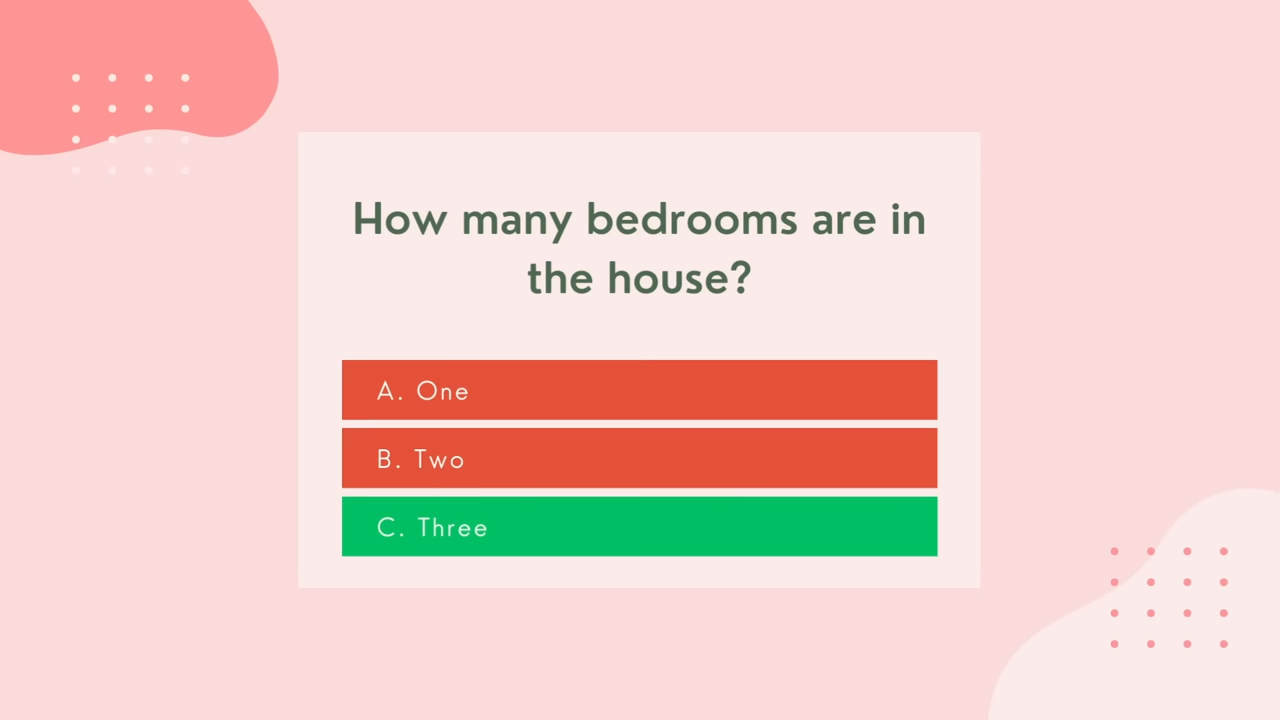 How many bedrooms are in
the house?
A. One
B. Two
C. Three